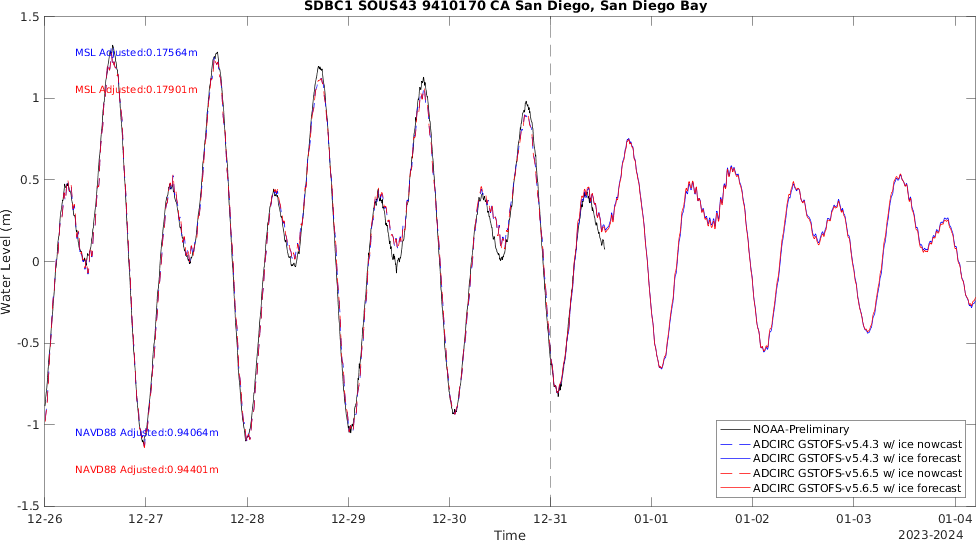 SDBC1 SOUS43 9410170 CA San Diego, San Diego Bay
1.5
1
0.5
0
-0.5
-1
-1.5
Water Level (m)
MSL Adjusted:0.17564m
MSL Adjusted:0.17901m
NAVD88 Adjusted:0.94064m
NAVD88 Adjusted:0.94401m
NOAA-Preliminary
ADCIRC GSTOFS-v5.4.3 w/ ice nowcast
ADCIRC GSTOFS-v5.4.3 w/ ice forecast
ADCIRC GSTOFS-v5.6.5 w/ ice nowcast
ADCIRC GSTOFS-v5.6.5 w/ ice forecast
12-26 12-27 12-28 12-29 12-30 12-31 01-01 01-02 01-03 01-04
Time
2023-2024